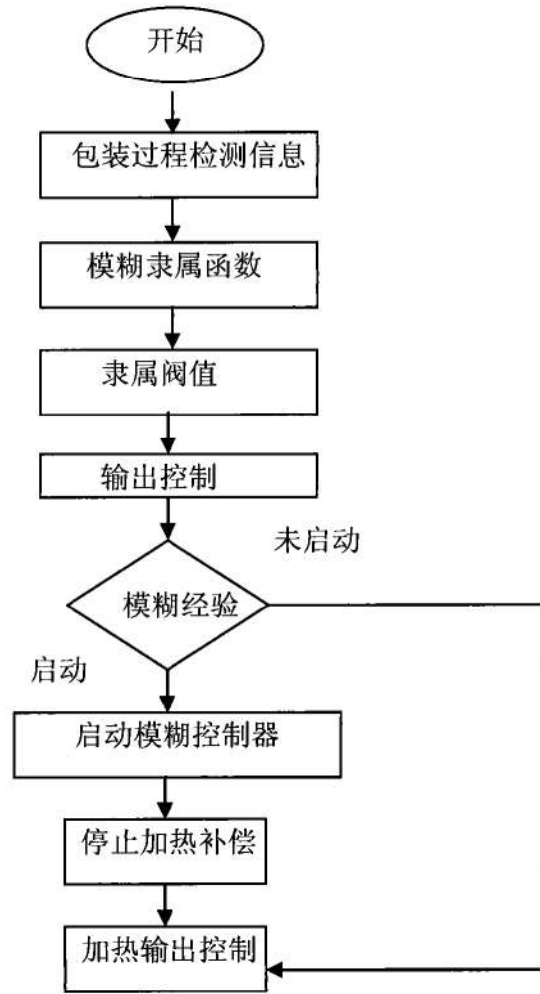 开始
包装过程检测信息
模糊隶属函数
隶属阀值
输出控制
未启动
模糊经验
启动
启动模糊控制器
停止加热补偿
加热输出控制